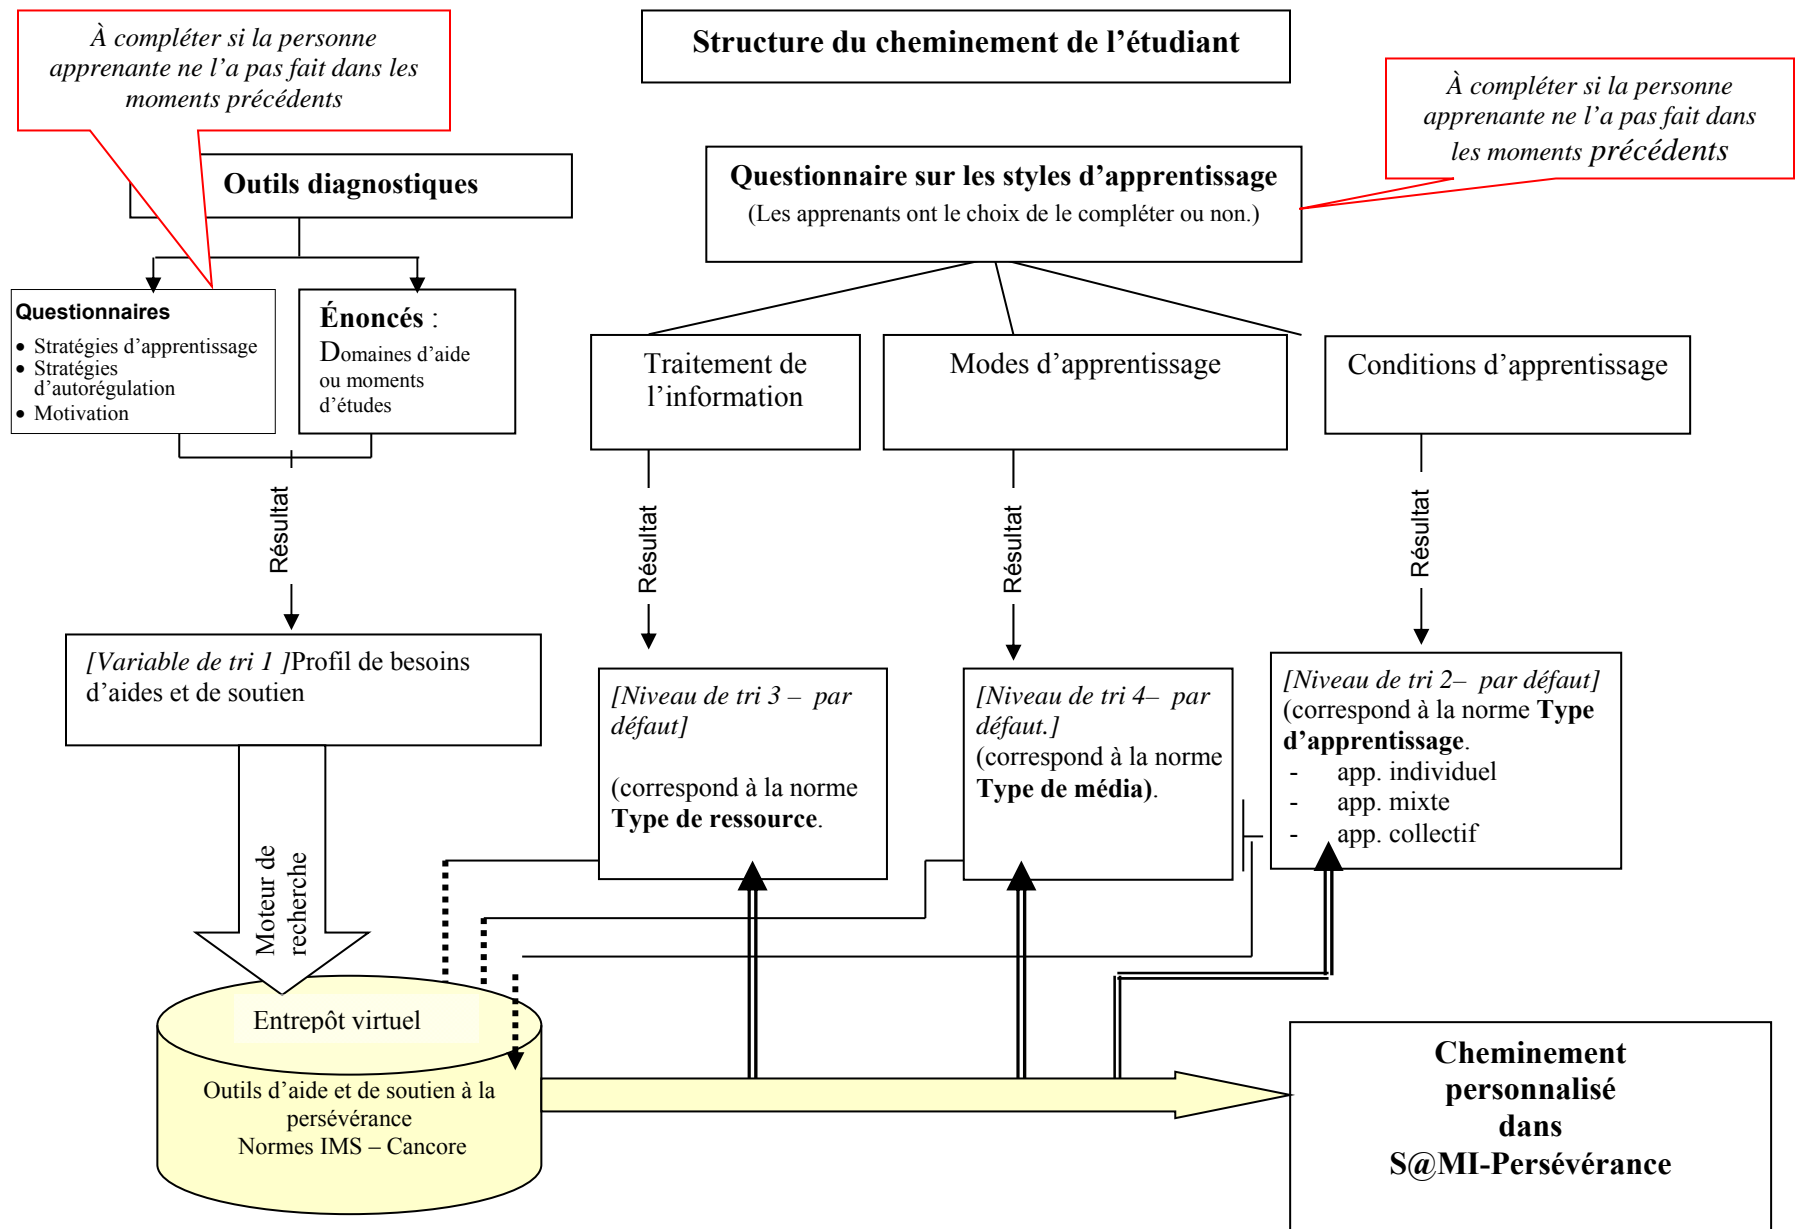 À compléter si la personne
apprenante ne l’a pas fait dans les
moments précédents
Structure du cheminement de l’étudiant
À compléter si la personne
apprenante ne l’a pas fait dans
les moments précédents
Outils diagnostiques
Questionnaire sur les styles d’apprentissage
(Les apprenants ont le choix de le compléter ou non.)
Questionnaires
• Stratégies d’apprentissage
• Stratégies
d’autorégulation
• Motivation
Énoncés :
Domaines d’aide
ou moments
d’études
Traitement de
l’information
Modes d’apprentissage
Conditions d’apprentissage
Résultat
Résultat
Résultat
Résultat
[Variable de tri 1 ]Profil de besoins
d’aides et de soutien
[Niveau de tri 3 – par
défaut]
(correspond à la norme
Type de ressource.
[Niveau de tri 4– par
défaut.]
(correspond à la norme
Type de média).
[Niveau de tri 2– par défaut]
(correspond à la norme Type
d’apprentissage.
- app. individuel
- app. mixte
- app. collectif
Moteur de
recherche
Entrepôt virtuel
Outils d’aide et de soutien à la
persévérance
Normes IMS – Cancore
Cheminement
personnalisé
dans
S@MI-Persévérance